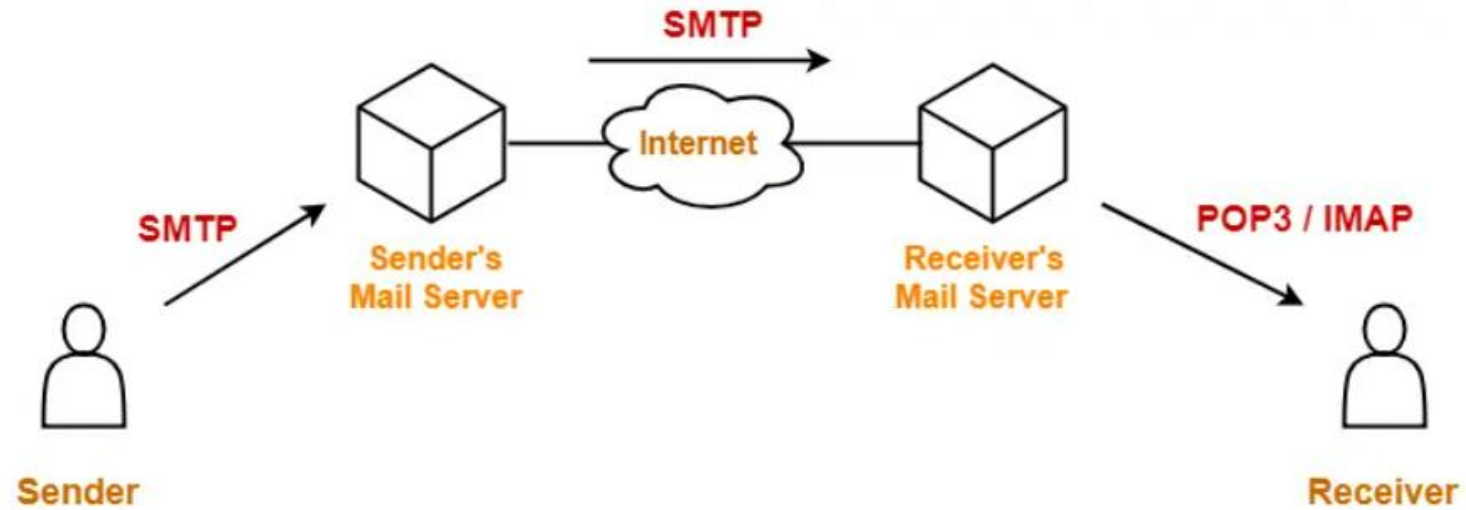 SMTP
Internet
SMTP
POP3 / IMAP
Sender's
Mail Server
Receiver's
Mail Server
Sender
Receiver